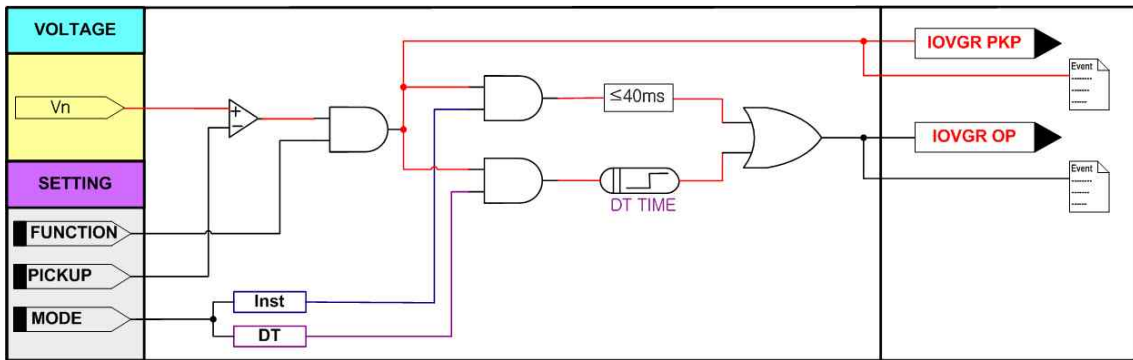 VOLTAGE
Vn
+
−
SETTING
FUNCTION
PICKUP
MODE
Inst
DT
≤40ms
DT TIME
IOVGR PKP
Event
IOVGR OP
Event